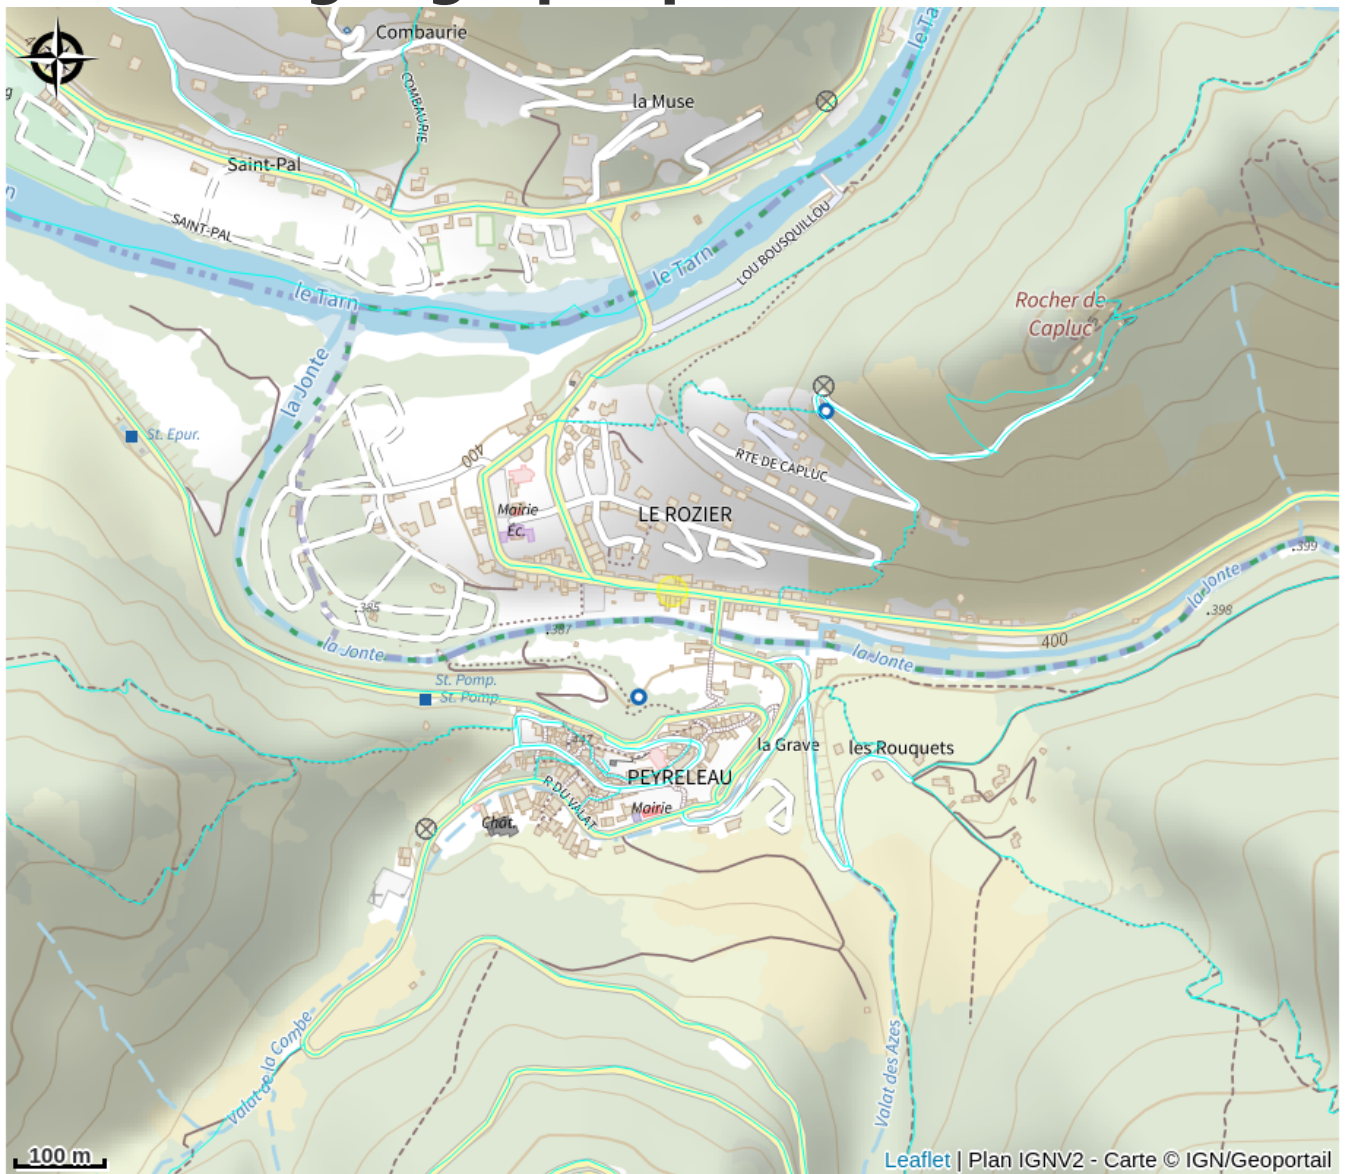 Combaurie
le Ta
COMBAURIE
la Muse
Saint-Pal
SAINT-PAL
LOU BOUSQUILLOU
le Tarn
le Tarn
Rocher de
Capluc
la Jonte
St. Epur.
400
RTE DE CAPLUC
Mairie
Éc.
LE ROZIER
399
385
387
la Jonte
398
400
la Jonte
la Jonte
St. Pomp.
St. Pomp.
447
la Grave
les Rouquets
PEYRELEAU
R DU VALAT
Mairie
Chât.
Valat de la Combe
Valat des Azes
100 m
Leaflet | Plan IGNV2 - Carte © IGN/Geoportail